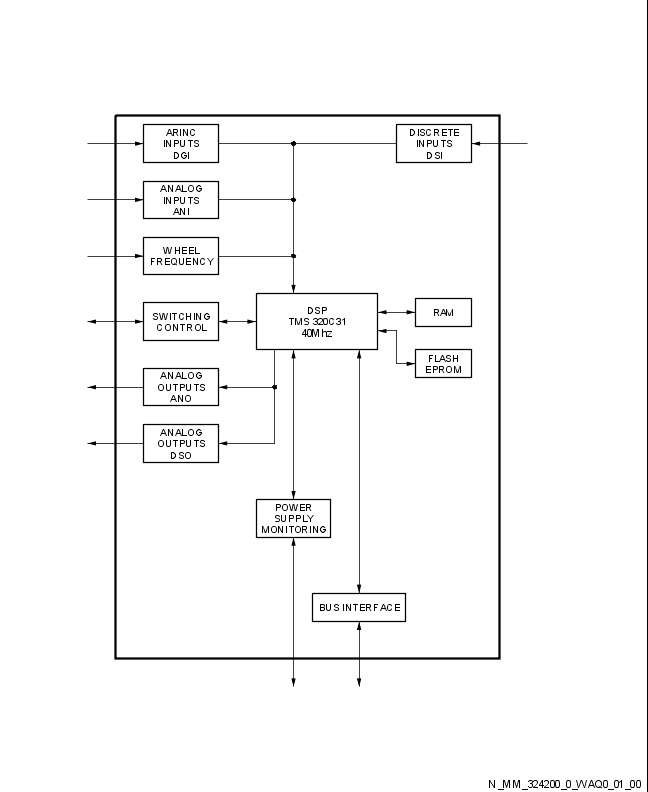 ARINC
INPUTS
DGI
DISCRETE
INPUTS
DSI
ANALOG
INPUTS
ANI
WHEEL
FREQUENCY
SWITCHING
CONTROL
DSP
TMS 320C31
40Mhz
RAM
FLASH
EPROM
ANALOG
OUTPUTS
ANO
ANALOG
OUTPUTS
DSO
POWER
SUPPLY
MONITORING
BUS INTERFACE
N_MM_324200_0_WAQ0_01_00